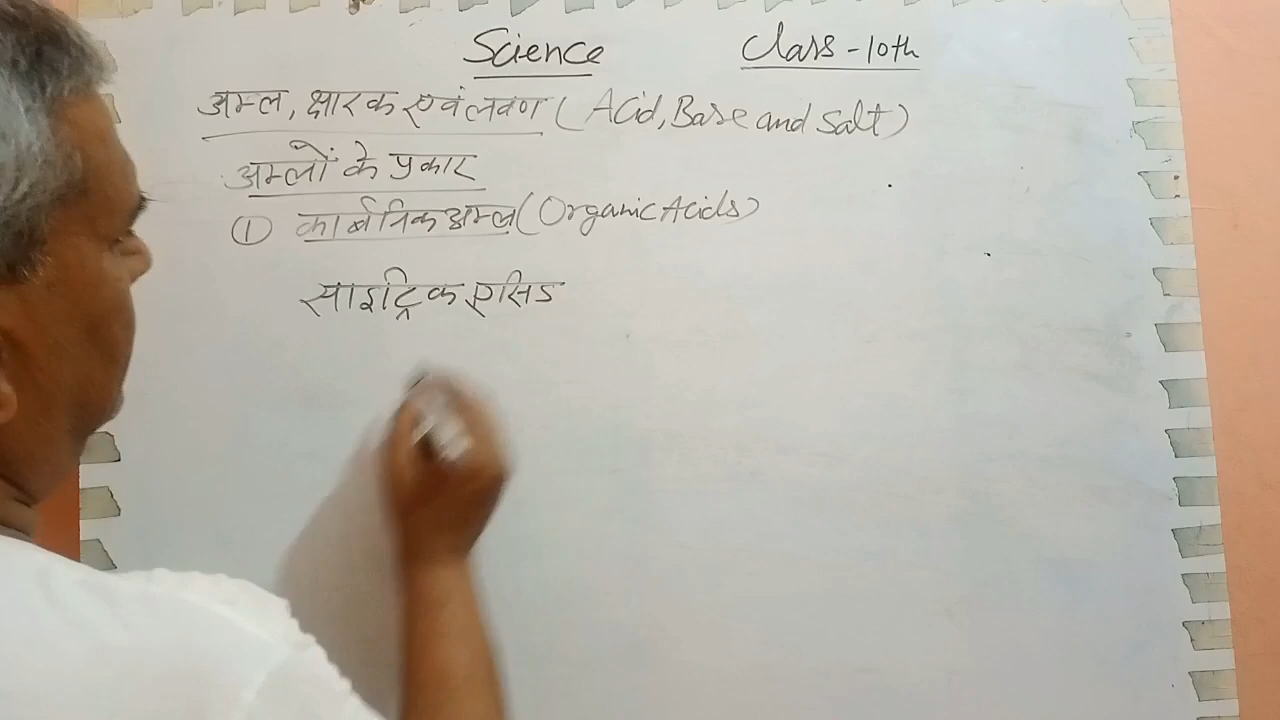 Science Class-10th
अम्ल, क्षारक एवं लवण (Acid, Base and Salt)
अम्लों के प्रकार
① कार्बनिक अम्ल (Organic Acids)
साइट्रिक एसिड